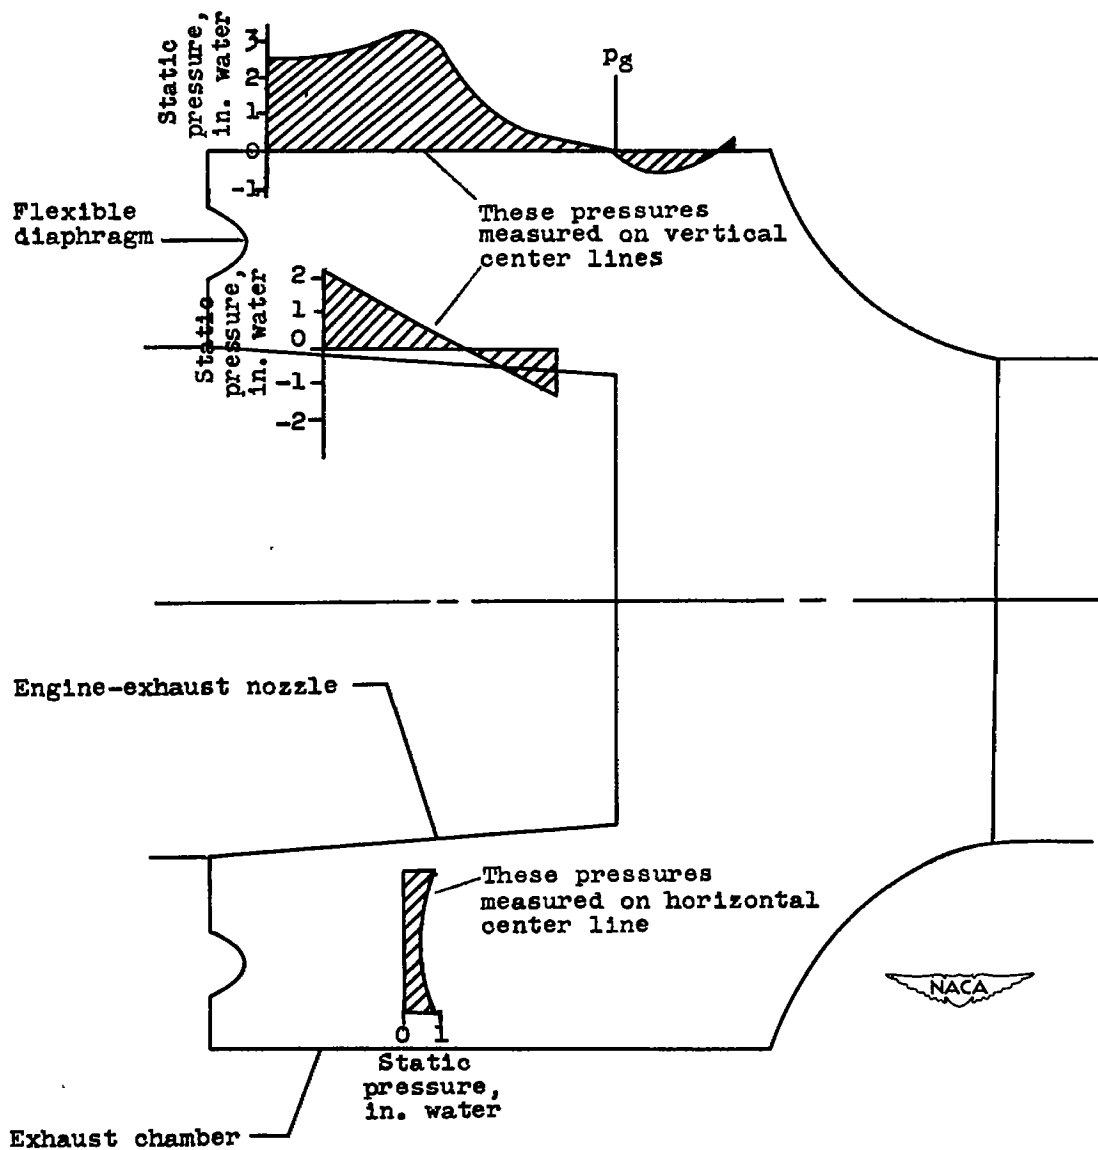 Static
pressure,
in. water
3
2
1
0
-1
p_g
Flexible
diaphragm
These pressures
measured on vertical
center lines
Static
pressure,
in. water
2
1
0
-1
-2
Engine-exhaust nozzle
These pressures
measured on horizontal
center line
NACA
0 1
Static
pressure,
in. water
Exhaust chamber